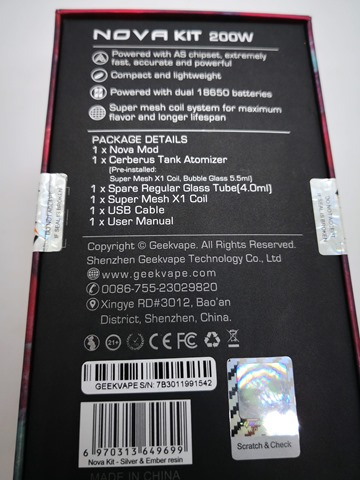 NOVA KIT 200W
Powered with AS chipset, extremely
fast, accurate and powerful
Compact and lightweight
Powered with dual 18650 batteries
Super mesh coil system for maximum
flavor and longer lifespan
PACKAGE DETAILS
1 x Nova Mod
1 x Cerberus Tank Atomizer
(Pre-installed:
Super Mesh X1 Coil, Bubble Glass 5.5ml)
1 x Spare Regular Glass Tube(4.0ml)
1 x Super Mesh X1 Coil
1 x USB Cable
1 x User Manual
Copyright © Geekvape. All Rights Reserved.
Shenzhen Geekvape Technology Co., Ltd
www.geekvape.com
0086-755-23029820
Xingye RD#3012, Bao'an
District, Shenzhen, China.
21+
GEEKVAPE S/N: 7B3011991542
6 970313 649699
Nova Kit - Silver & Ember resin
MADE IN CHINA
Scratch & Check